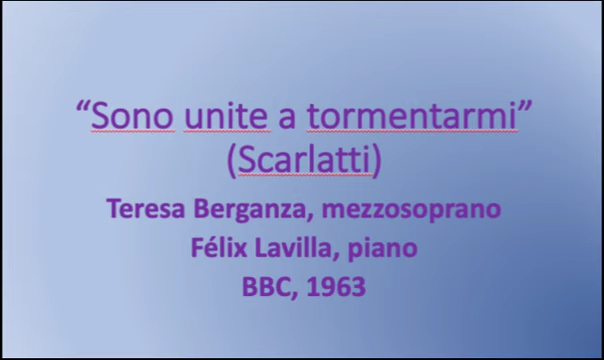 “Sono unite a tormentarmi”
(Scarlatti)
Teresa Berganza, mezzosoprano
Félix Lavilla, piano
BBC, 1963